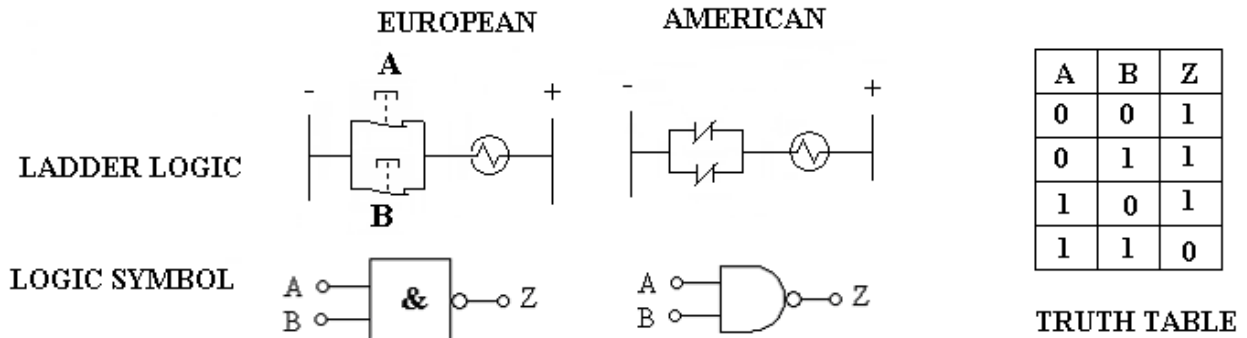 EUROPEAN AMERICAN
A
- + - +
LADDER LOGIC
B
LOGIC SYMBOL
A & Z
B
A Z
B
A B Z
0 0 1
0 1 1
1 0 1
1 1 0
TRUTH TABLE